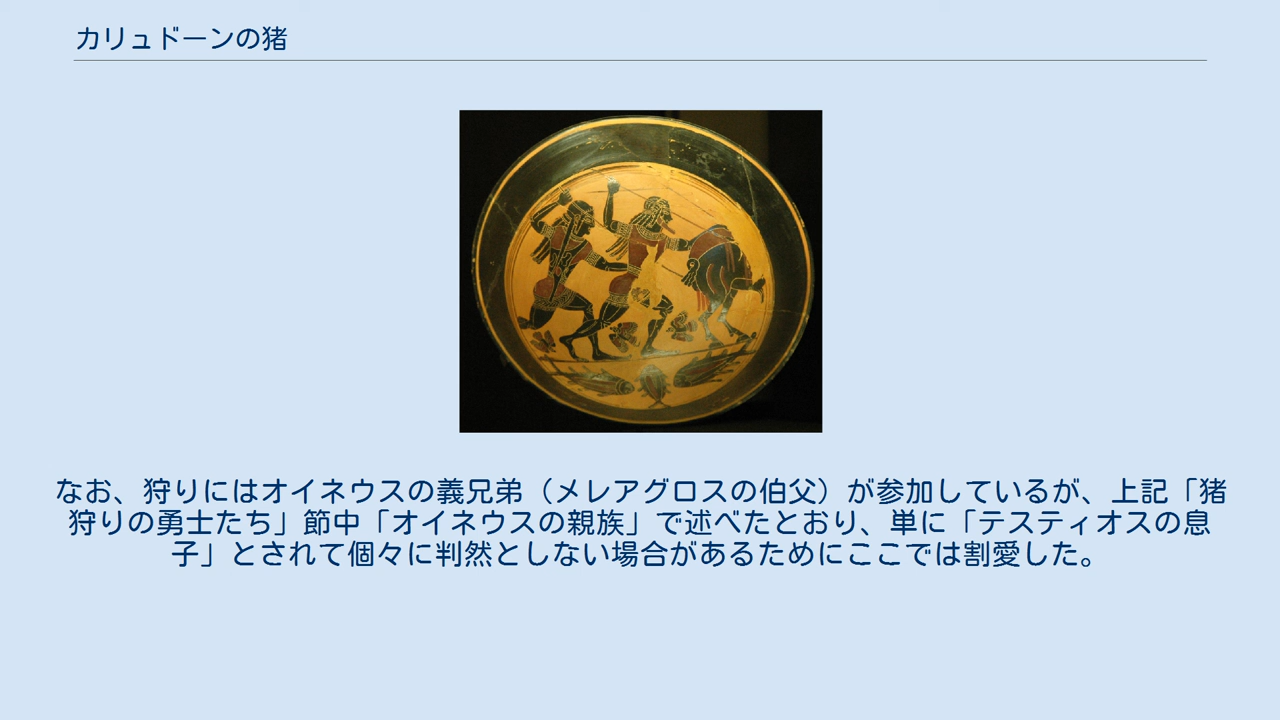 カリュドーンの猪
なお、狩りにはオイネウスの義兄弟（メレアグロスの伯父）が参加しているが、上記「猪
狩りの勇士たち」節中「オイネウスの親族」で述べたとおり、単に「テスティオスの息
子」とされて個々に判然としない場合があるためにここでは割愛した。